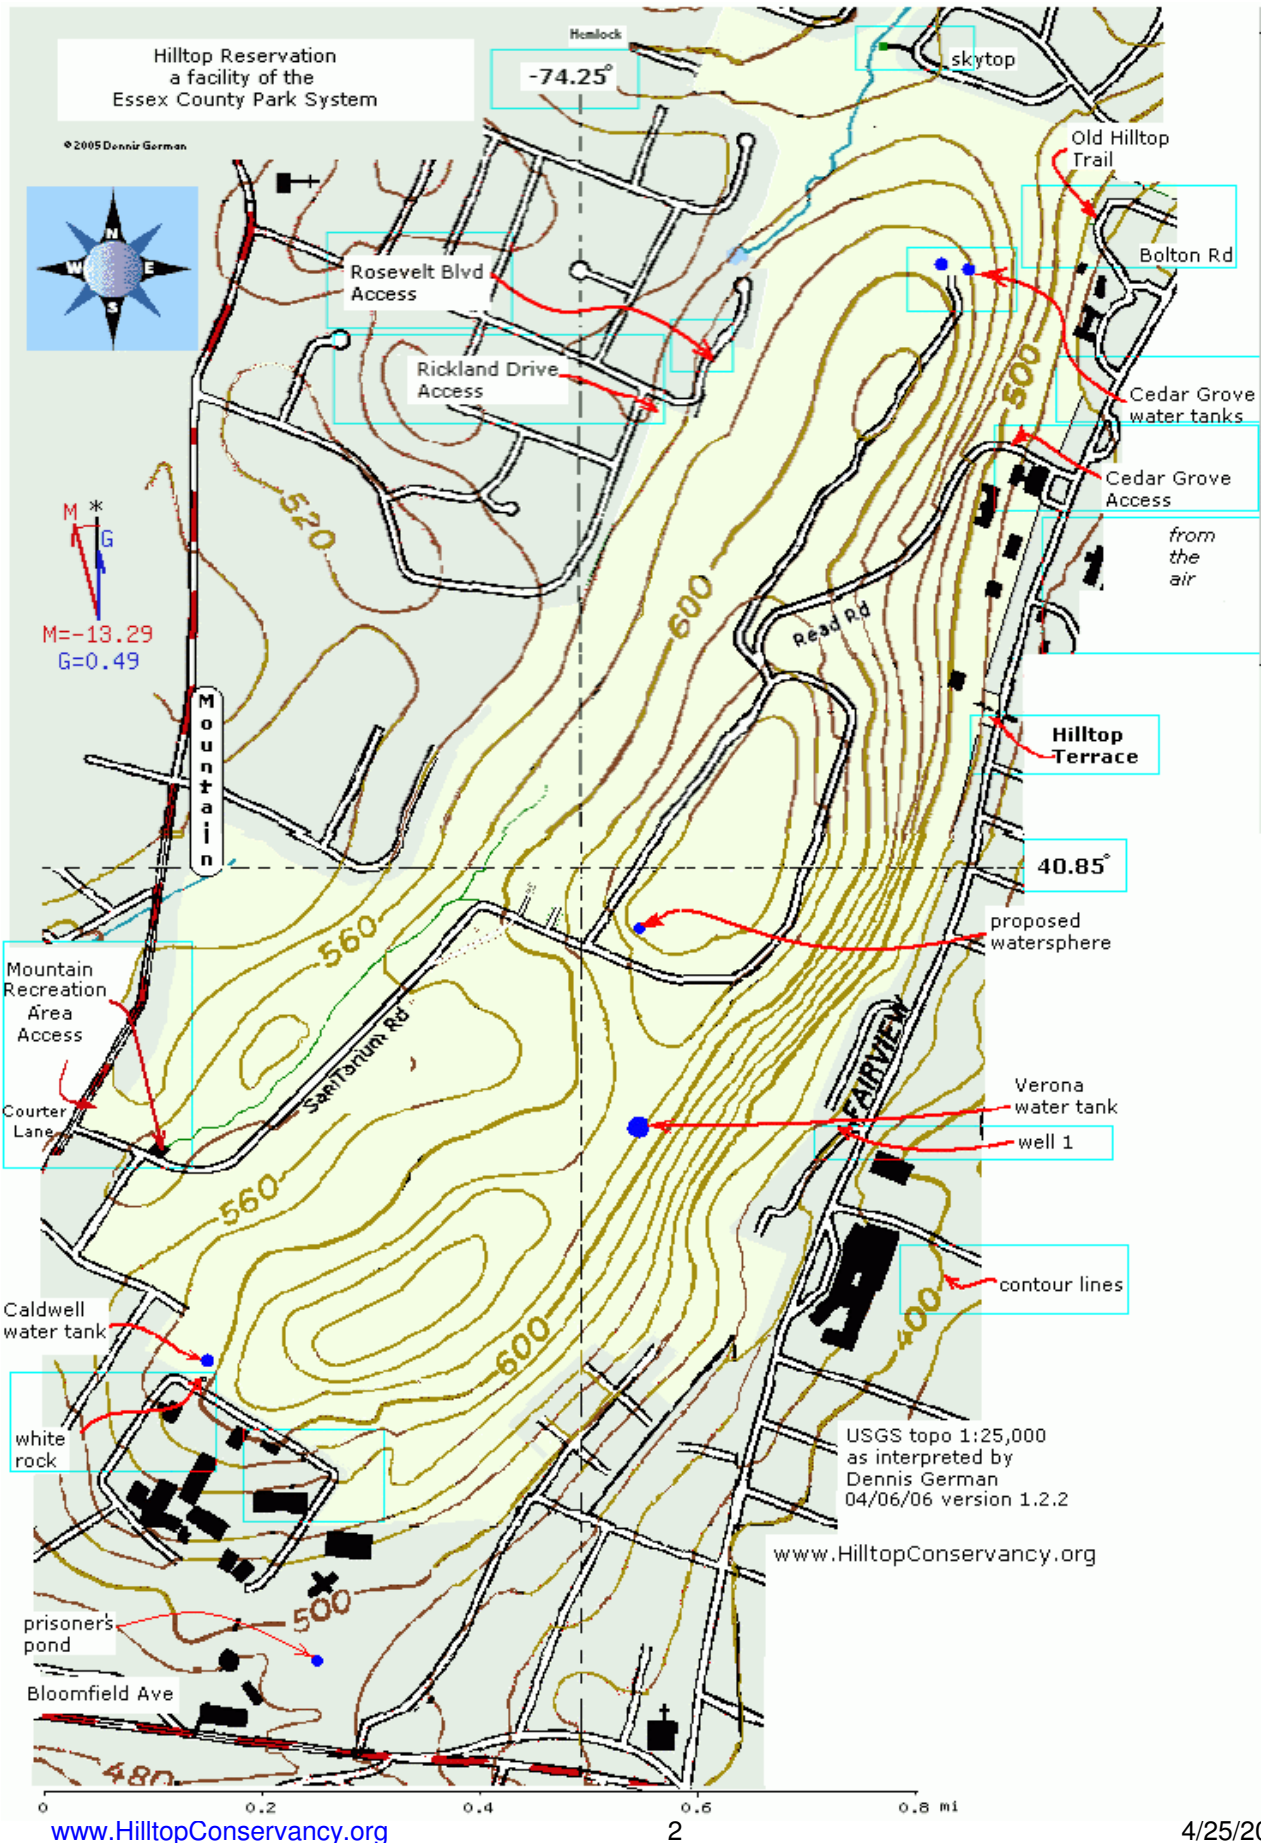 Hemlock
Hilltop Reservation
a facility of the
Essex County Park System
-74.25°
skytop
© 2005 Dennis German
Old Hilltop
Trail
N
W
E
S
Bolton Rd
Rosevelt Blvd
Access
Rickland Drive
Access
500
Cedar Grove
water tanks
Cedar Grove
Access
520
M
*
G
from
the
air
M=-13.29
G=0.49
600
Read Rd
Mountain
Hilltop
Terrace
40.85°
560
proposed
watersphere
Mountain
Recreation
Area
Access
SaniTarium Rd
FAIRVIEW
Verona
water tank
Courter
Lane
well 1
560
contour lines
Caldwell
water tank
600
400
white
rock
USGS topo 1:25,000
as interpreted by
Dennis German
04/06/06 version 1.2.2
www.HilltopConservancy.org
500
prisoner's
pond
Bloomfield Ave
480
0 0.2 0.4 0.6 0.8 mi
www.HilltopConservancy.org 2 4/25/20